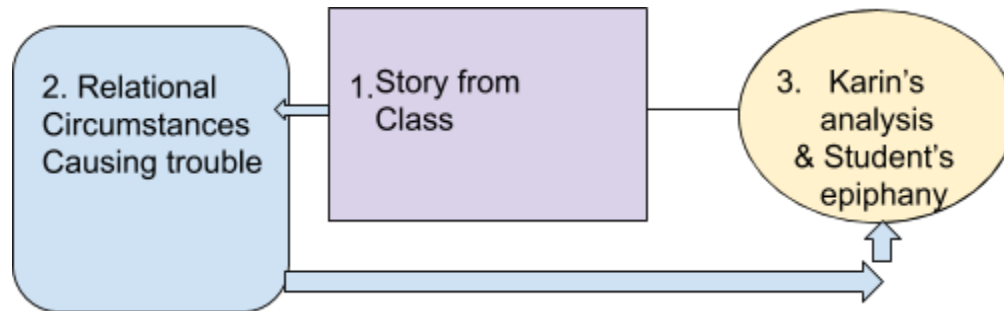 2. Relational
Circumstances
Causing trouble
1. Story from
Class
3. Karin's
analysis
& Student's
epiphany